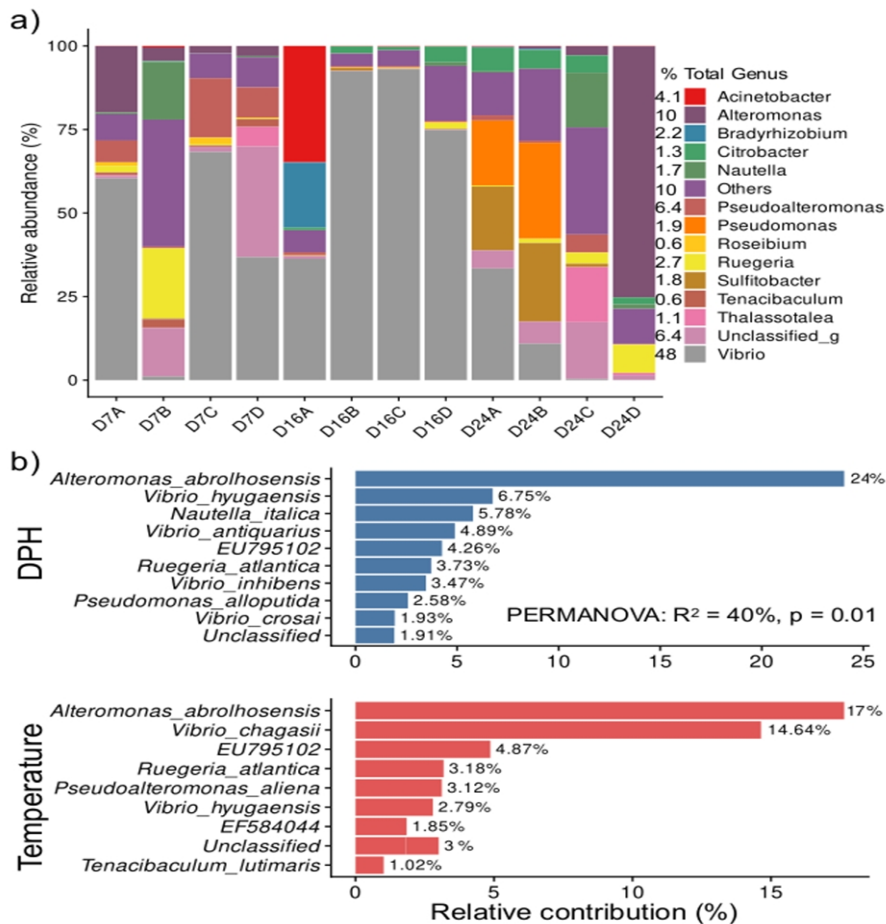 a)
Relative abundance (%)
100
75
50
25
0
D7A D7B D7C D7D D16A D16B D16C D16D D24A D24B D24C D24D
% Total Genus
4.1 Acinetobacter
10 Alteromonas
2.2 Bradyrhizobium
1.3 Citrobacter
1.7 Nautella
10 Others
6.4 Pseudoalteromonas
1.9 Pseudomonas
0.6 Roseibium
2.7 Ruegeria
1.8 Sulfitobacter
0.6 Tenacibaculum
1.1 Thalassotalea
6.4 Unclassified_g
48 Vibrio
b)
DPH
Alteromonas_abrolhosensis 24%
Vibrio_hyugaensis 6.75%
Nautella_italica 5.78%
Vibrio_antiquarius 4.89%
EU795102 4.26%
Ruegeria_atlantica 3.73%
Vibrio_inhibens 3.47%
Pseudomonas_alloputida 2.58%
Vibrio_crosai 1.93%
Unclassified 1.91%
PERMANOVA: R² = 40%, p = 0.01
0 5 10 15 20 25
Temperature
Alteromonas_abrolhosensis 17%
Vibrio_chagasii 14.64%
EU795102 4.87%
Ruegeria_atlantica 3.18%
Pseudoalteromonas_aliena 3.12%
Vibrio_hyugaensis 2.79%
EF584044 1.85%
Unclassified 3 %
Tenacibaculum_lutimaris 1.02%
0 5 10 15
Relative contribution (%)